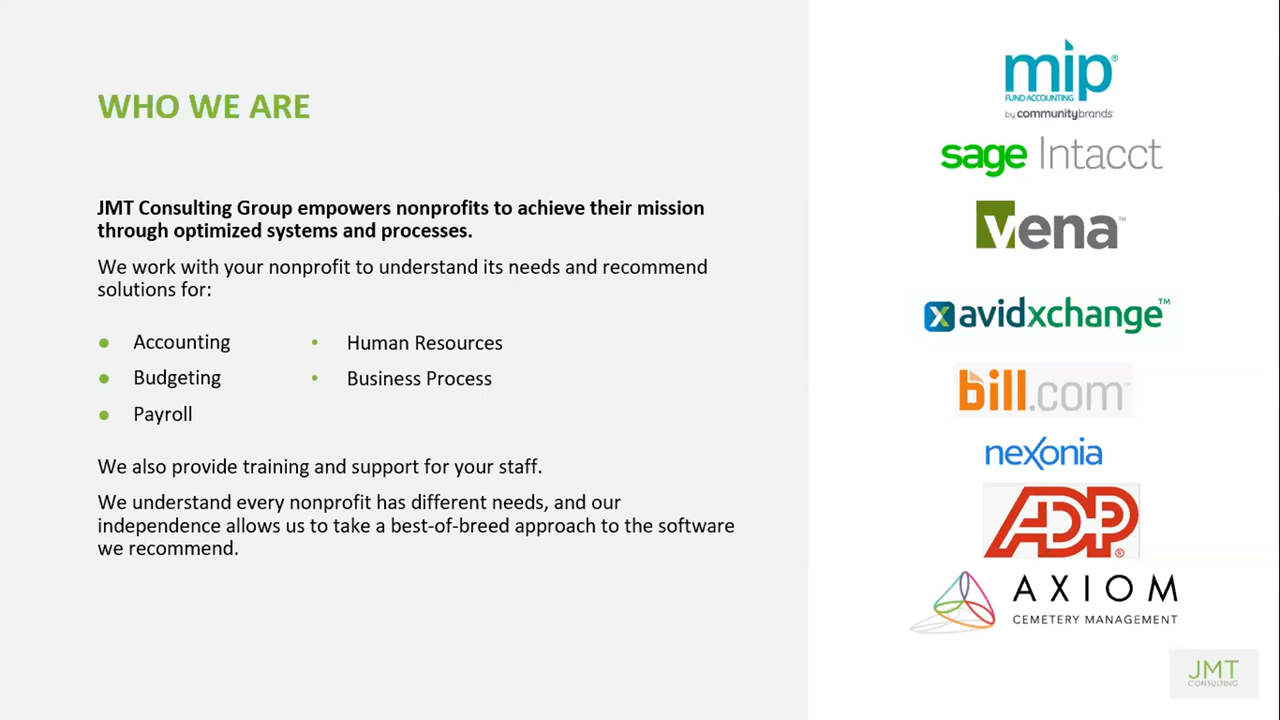 WHO WE ARE
JMT Consulting Group empowers nonprofits to achieve their mission
through optimized systems and processes.
We work with your nonprofit to understand its needs and recommend
solutions for:
● Accounting
● Budgeting
● Payroll
• Human Resources
• Business Process
We also provide training and support for your staff.
We understand every nonprofit has different needs, and our
independence allows us to take a best-of-breed approach to the software
we recommend.
mip®
FUND ACCOUNTING
by communitybrands
sage Intacct
vena™
x avidxchange™
bill.com™
nexonia
ADP®
AXIOM
CEMETERY MANAGEMENT
JMT
CONSULTING